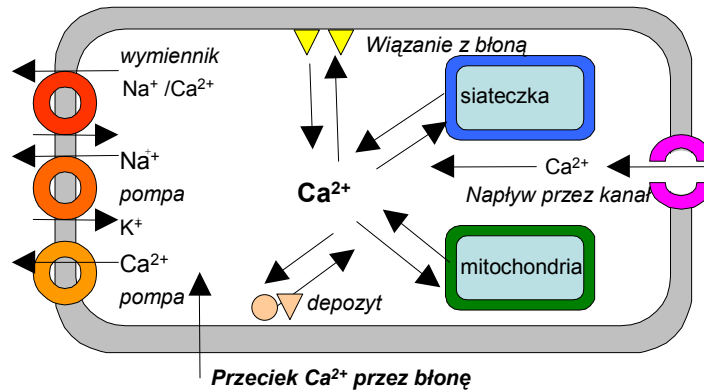 wymiennik
Na⁺ /Ca²⁺
Wiązanie z błoną
siateczka
Na⁺
pompa
Ca²⁺
Ca²⁺
Napływ przez kanał
K⁺
Ca²⁺
pompa
mitochondria
depozyt
Przeciek Ca²⁺ przez błonę